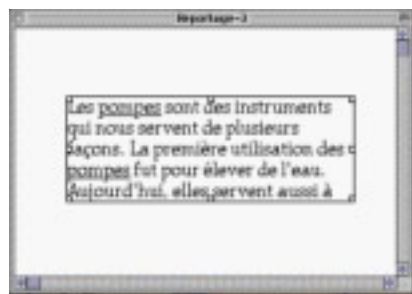 Reportage-3
Les pompes sont des instruments
qui nous servent de plusieurs
façons. La première utilisation des
pompes fut pour élever de l'eau.
Aujourd'hui, elles servent aussi à